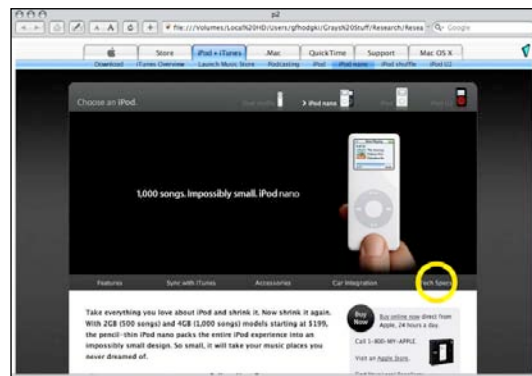 p2
A A
file:///Volumes/Local%20HD/Users/gfhodgki/Grays%20Stuff/Research/Resea
Google
Store iPod + iTunes .Mac QuickTime Support Mac OS X
Download iTunes Overview Launch Music Store Podcasting iPod iPod nano iPod shuffle iPod U2
Choose an iPod. iPod nano
1,000 songs. Impossibly small. iPod nano
Features Sync with iTunes Accessories Car Integration Tech Specs
Take everything you love about iPod and shrink it. Now shrink it again.
With 2GB (500 songs) and 4GB (1,000 songs) models starting at $199,
the pencil-thin iPod nano packs the entire iPod experience into an
impossibly small design. So small, it will take your music places you
never dreamed of.
Buy Now
Buy online now direct from
Apple, 24 hours a day.
Call 1-800-MY-APPLE.
Visit an Apple Store.